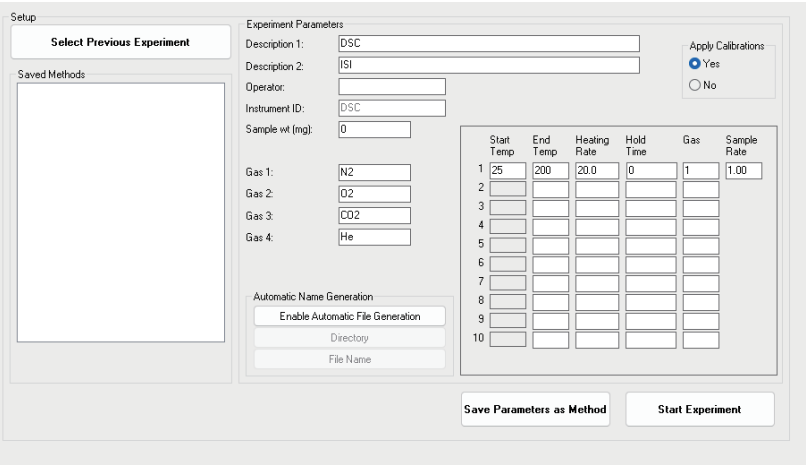 Setup
Select Previous Experiment
Saved Methods
Experiment Parameters
Description 1: DSC
Description 2: ISI
Operator:
Instrument ID: DSC
Sample wt (mg): 0
Gas 1: N2
Gas 2: O2
Gas 3: CO2
Gas 4: He
Automatic Name Generation
Enable Automatic File Generation
Directory
File Name
Apply Calibrations
Yes
No
Start Temp End Temp Heating Rate Hold Time Gas Sample Rate
1 25 200 20.0 0 1 1.00
2
3
4
5
6
7
8
9
10
Save Parameters as Method
Start Experiment